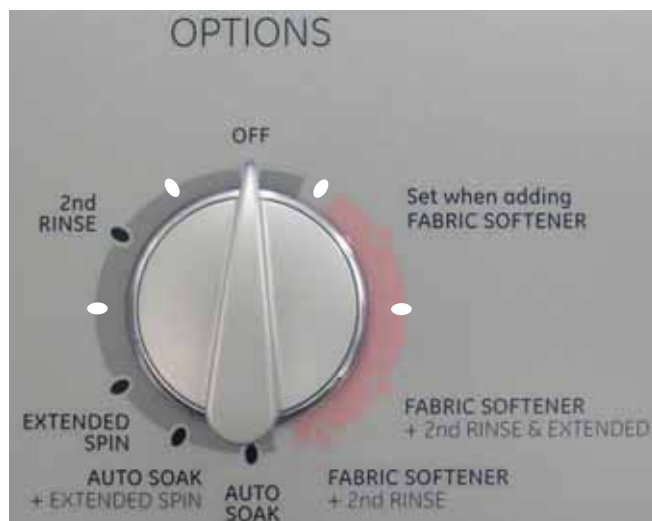 OPTIONS
OFF
2nd
RINSE
Set when adding
FABRIC SOFTENER
EXTENDED
SPIN
FABRIC SOFTENER
+ 2nd RINSE & EXTENDED
AUTO SOAK
+ EXTENDED SPIN
AUTO
SOAK
FABRIC SOFTENER
+ 2nd RINSE